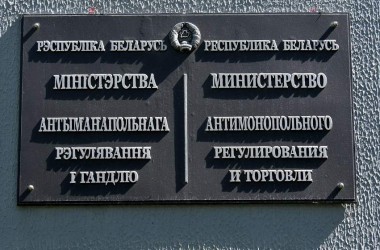 РЭСПУБЛІКА БЕЛАРУСЬ
МІНІСТЭРСТВА
АНТЫМАНАПОЛЬНАГА
РЭГУЛЯВАННЯ
І ГАНДЛЮ
РЕСПУБЛИКА БЕЛАРУСЬ
МИНИСТЕРСТВО
АНТИМОНОПОЛЬНОГО
РЕГУЛИРОВАНИЯ
И ТОРГОВЛИ